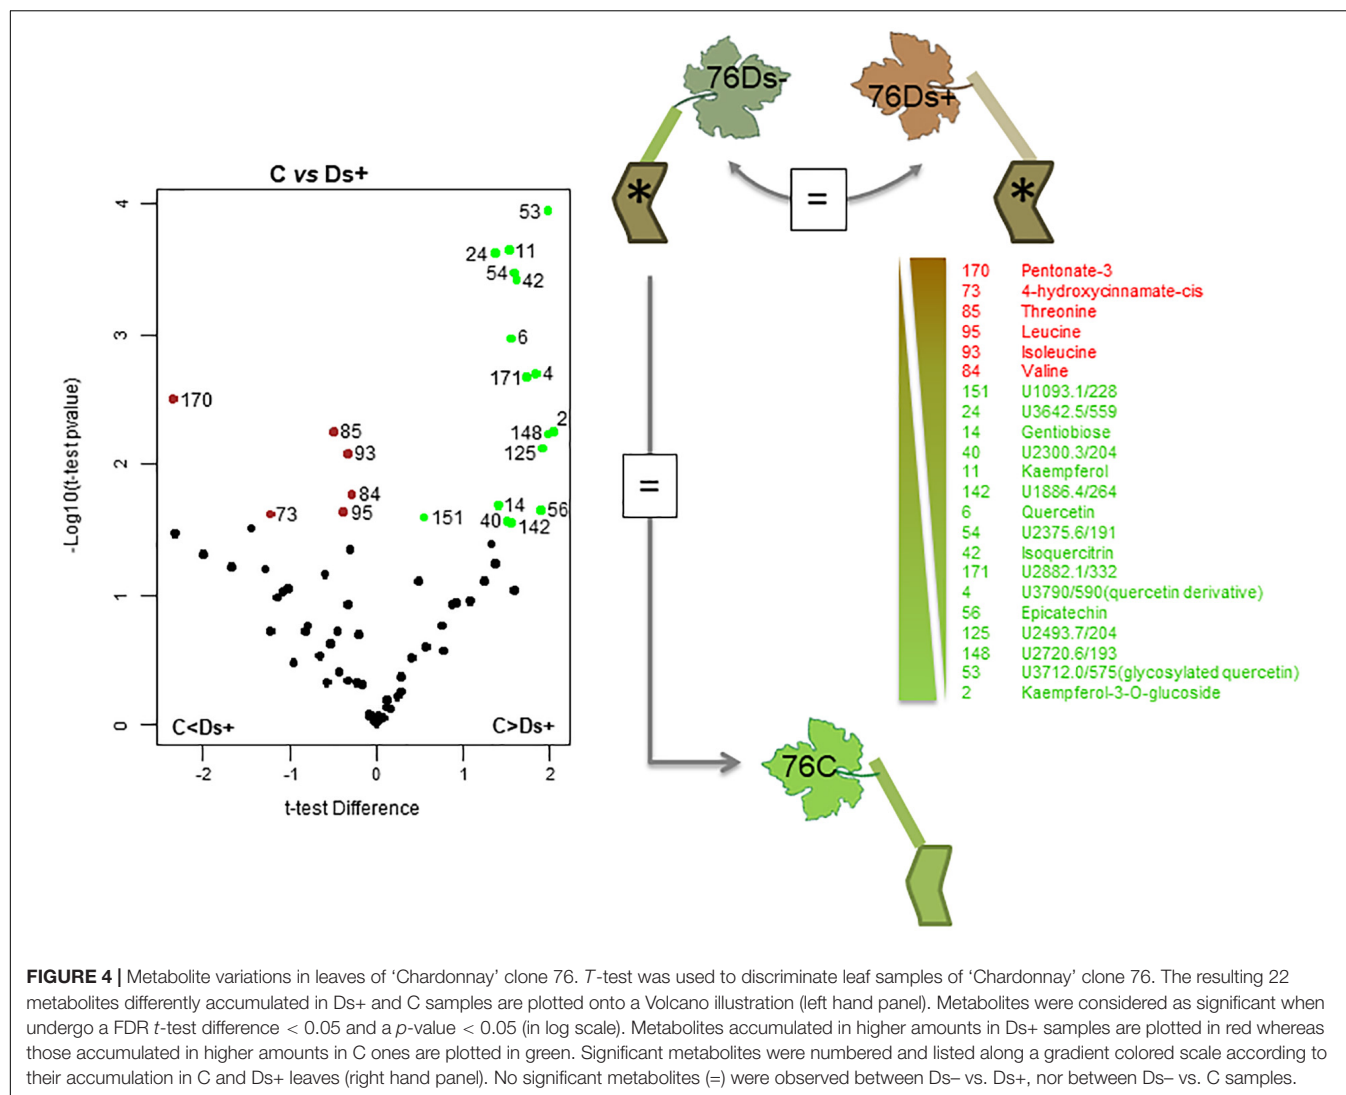 76Ds-
76Ds+
*
=
*
C vs Ds+
4
3
2
1
0
-Log10(t-test pvalue)
53
24
11
54
42
6
171
4
2
148
125
14
56
40
142
151
170
85
93
84
95
73
C<Ds+
C>Ds+
-2
-1
0
1
2
t-test Difference
=
170 Pentonate-3
73 4-hydroxycinnamate-cis
85 Threonine
95 Leucine
93 Isoleucine
84 Valine
151 U1093.1/228
24 U3642.5/559
14 Gentiobiose
40 U2300.3/204
11 Kaempferol
142 U1886.4/264
6 Quercetin
54 U2375.6/191
42 Isoquercitrin
171 U2882.1/332
4 U3790/590(quercetin derivative)
56 Epicatechin
125 U2493.7/204
148 U2720.6/193
53 U3712.0/575(glycosylated quercetin)
2 Kaempferol-3-O-glucoside
76C
FIGURE 4 | Metabolite variations in leaves of ‘Chardonnay’ clone 76. T-test was used to discriminate leaf samples of ‘Chardonnay’ clone 76. The resulting 22
metabolites differently accumulated in Ds+ and C samples are plotted onto a Volcano illustration (left hand panel). Metabolites were considered as significant when
undergo a FDR t-test difference < 0.05 and a p-value < 0.05 (in log scale). Metabolites accumulated in higher amounts in Ds+ samples are plotted in red whereas
those accumulated in higher amounts in C ones are plotted in green. Significant metabolites were numbered and listed along a gradient colored scale according to
their accumulation in C and Ds+ leaves (right hand panel). No significant metabolites (=) were observed between Ds– vs. Ds+, nor between Ds– vs. C samples.